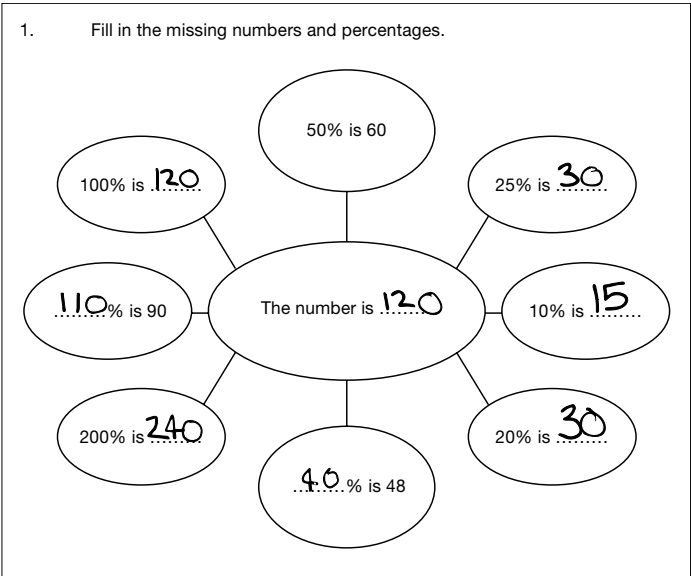 1. Fill in the missing numbers and percentages.
50% is 60
100% is 120
25% is 30
110% is 90
The number is 120
10% is 15
200% is 240
20% is 30
40% is 48